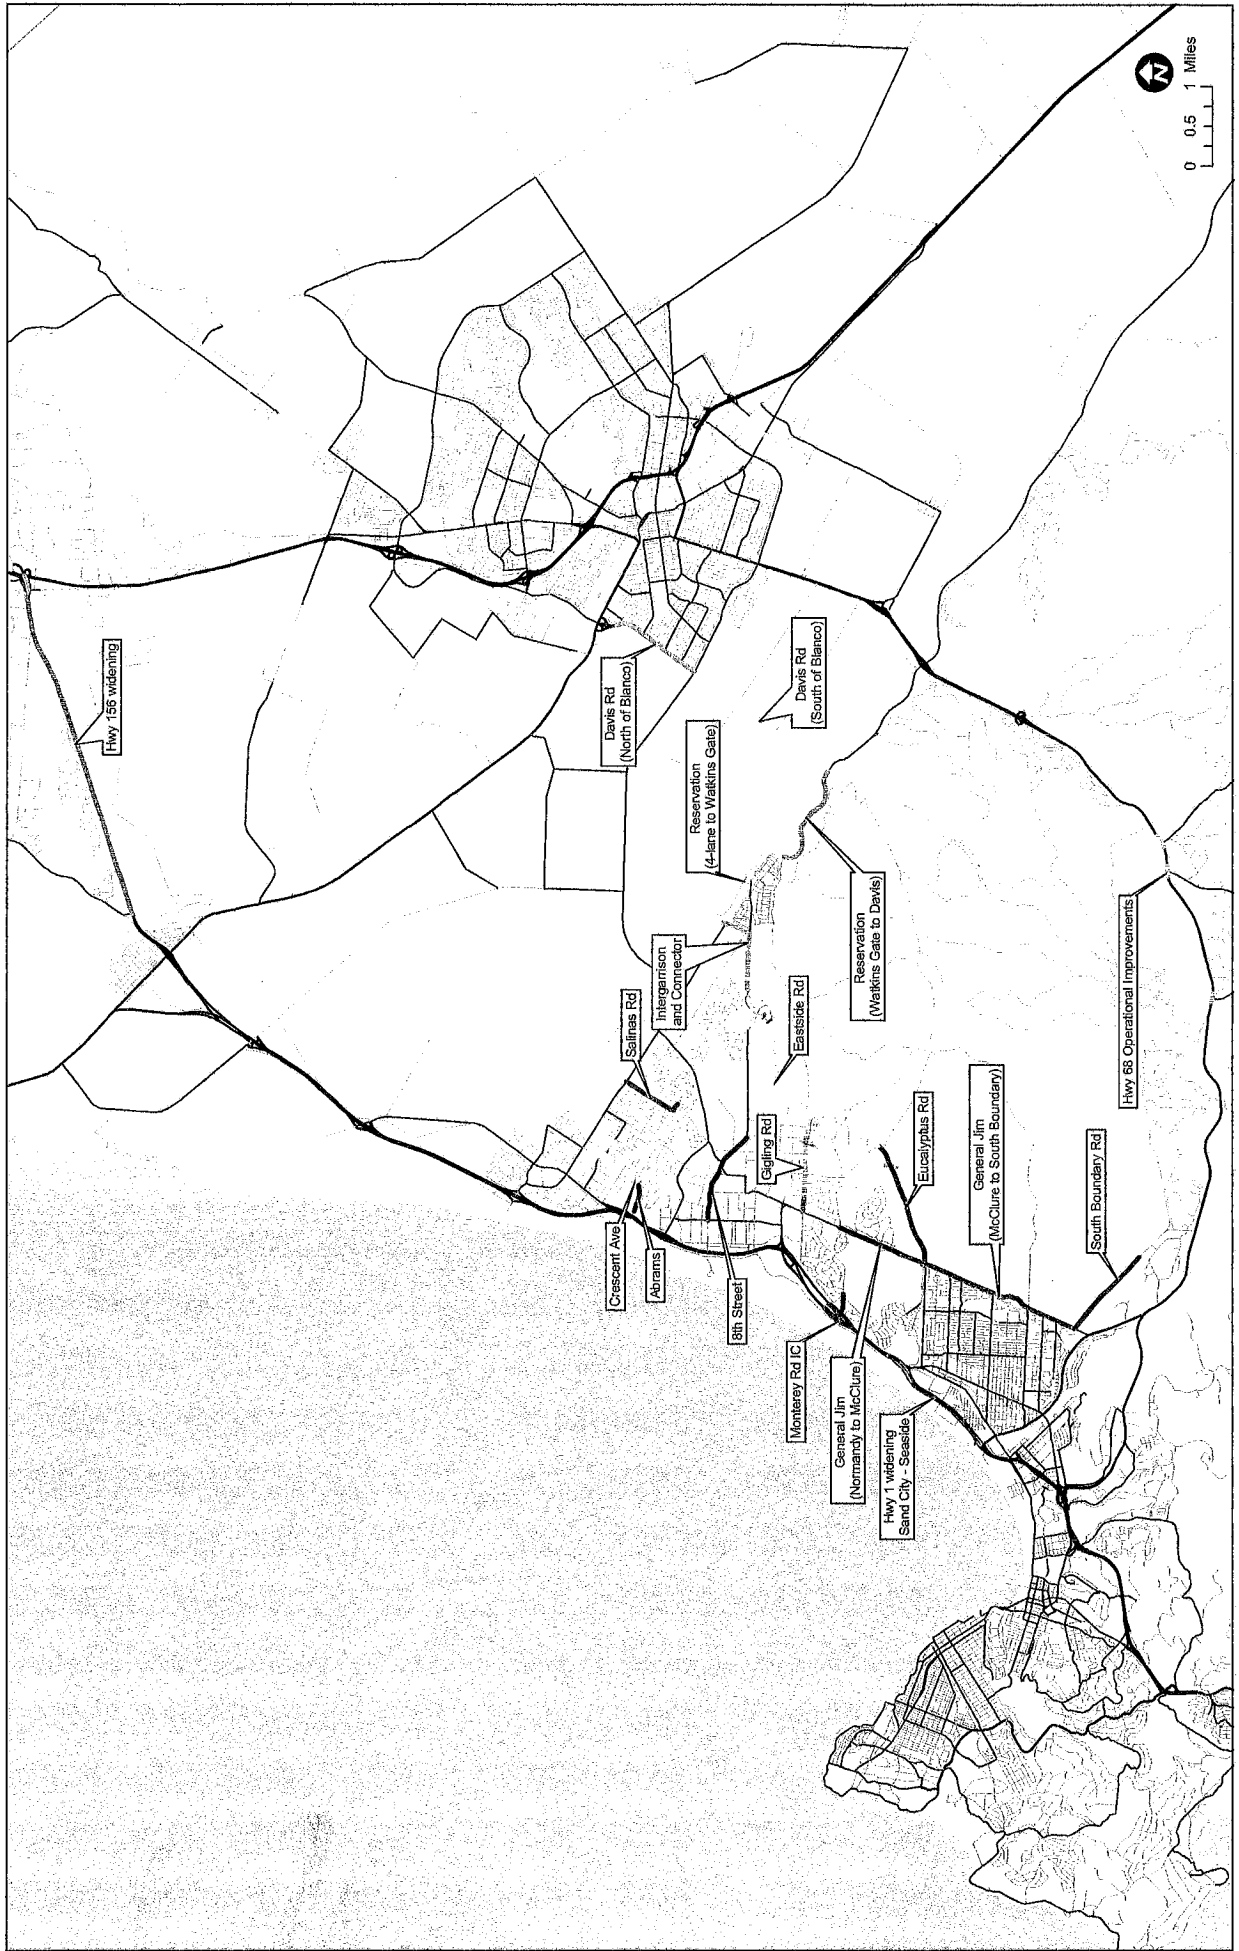 Hwy 156 widening
Davis Rd
(North of Blanco)
Davis Rd
(South of Blanco)
Reservation
(4-lane to Watkins Gate)
Intergarrison
and Connector
Salinas Rd
Reservation
(Watkins Gate to Davis)
Eastside Rd
Hwy 68 Operational Improvements
Gigling Rd
Eucalyptus Rd
General Jim
(McClure to South Boundary)
South Boundary Rd
Crescent Ave
Abrams
8th Street
Monterey Rd IC
General Jim
(Normandy to McClure)
Hwy 1 widening
Sand City - Seaside
N
0 0.5 1 Miles